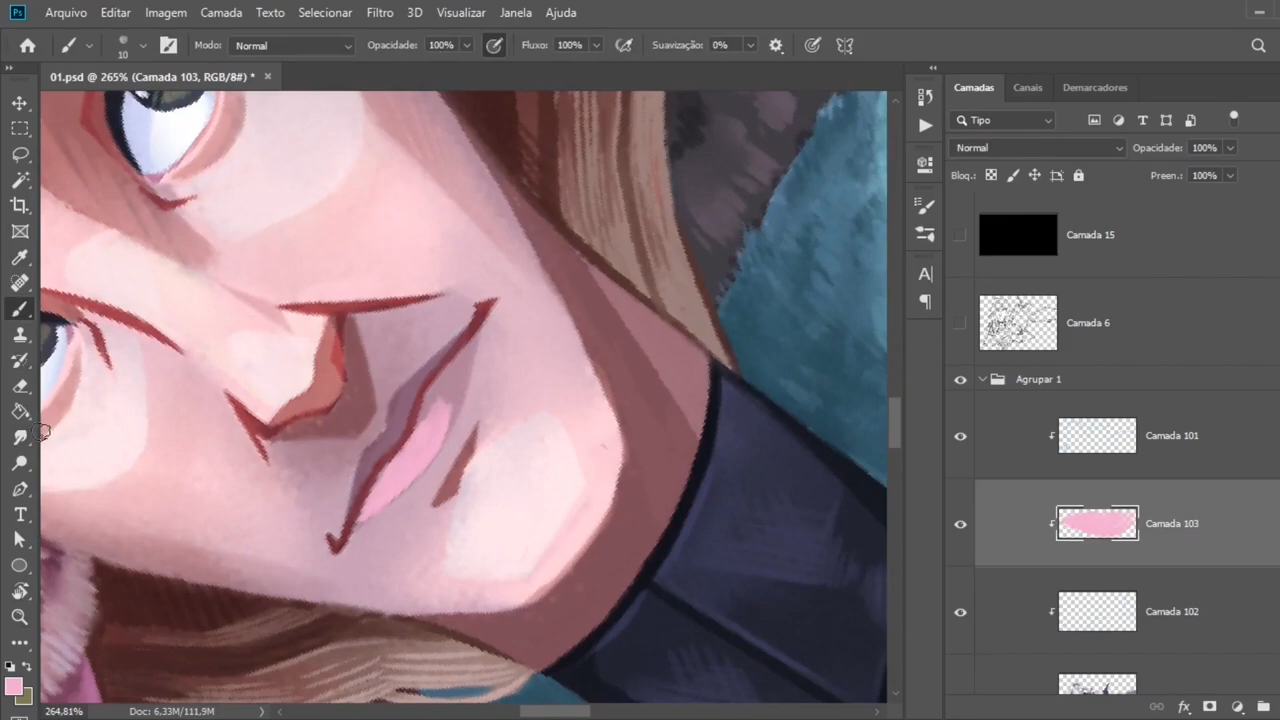 Ps Arquivo Editar Imagem Camada Texto Selecionar Filtro 3D Visualizar Janela Ajuda
10 Modo: Normal Opacidade: 100% Fluxo: 100% Suavização: 0%
01.psd @ 265% (Camada 103, RGB/8#) * ×
Camadas Canais Demarcadores
Tipo
Normal Opacidade: 100%
Bloq.: Preen.: 100%
Camada 15
Camada 6
Agrupar 1
Camada 101
Camada 103
Camada 102
264,81% Doc: 6,33M/111,9M